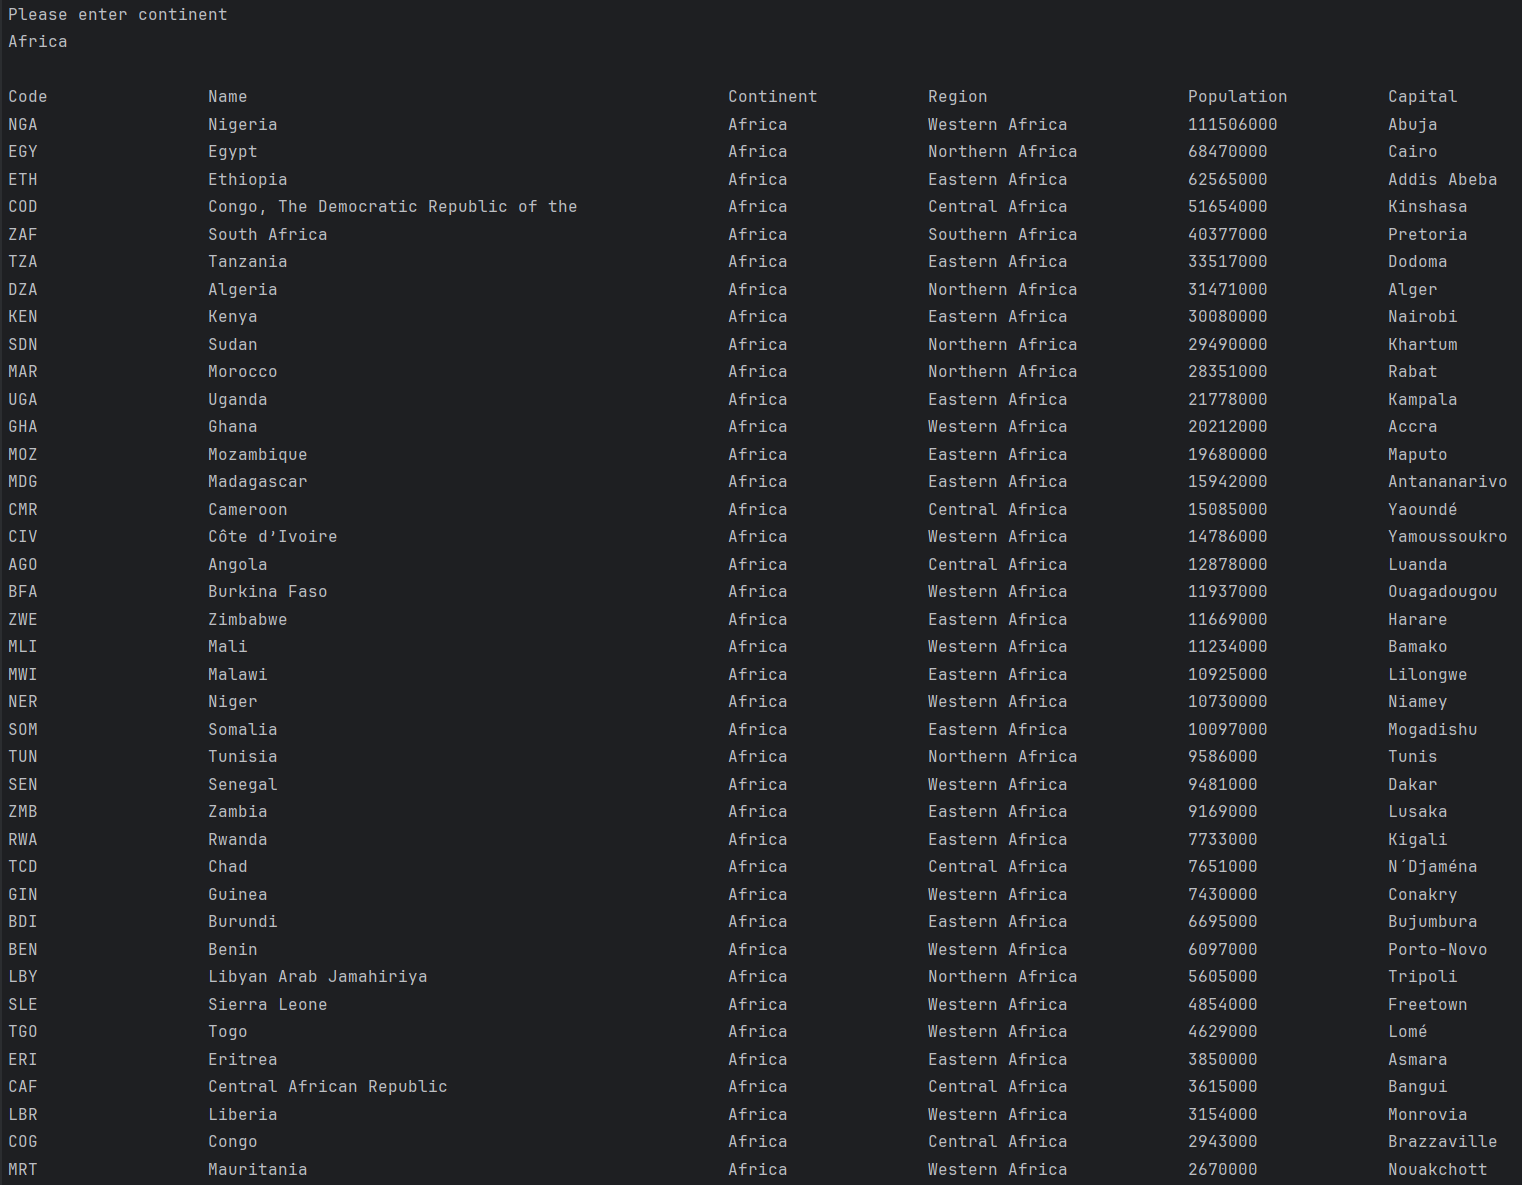 Please enter continent
Africa
Code Name Continent Region Population Capital
NGA Nigeria Africa Western Africa 111506000 Abuja
EGY Egypt Africa Northern Africa 68470000 Cairo
ETH Ethiopia Africa Eastern Africa 62565000 Addis Abeba
COD Congo, The Democratic Republic of the Africa Central Africa 51654000 Kinshasa
ZAF South Africa Africa Southern Africa 40377000 Pretoria
TZA Tanzania Africa Eastern Africa 33517000 Dodoma
DZA Algeria Africa Northern Africa 31471000 Alger
KEN Kenya Africa Eastern Africa 30080000 Nairobi
SDN Sudan Africa Northern Africa 29490000 Khartum
MAR Morocco Africa Northern Africa 28351000 Rabat
UGA Uganda Africa Eastern Africa 21778000 Kampala
GHA Ghana Africa Western Africa 20212000 Accra
MOZ Mozambique Africa Eastern Africa 19680000 Maputo
MDG Madagascar Africa Eastern Africa 15942000 Antananarivo
CMR Cameroon Africa Central Africa 15085000 Yaoundé
CIV Côte d’Ivoire Africa Western Africa 14786000 Yamoussoukro
AGO Angola Africa Central Africa 12878000 Luanda
BFA Burkina Faso Africa Western Africa 11937000 Ouagadougou
ZWE Zimbabwe Africa Eastern Africa 11669000 Harare
MLI Mali Africa Western Africa 11234000 Bamako
MWI Malawi Africa Eastern Africa 10925000 Lilongwe
NER Niger Africa Western Africa 10730000 Niamey
SOM Somalia Africa Eastern Africa 10097000 Mogadishu
TUN Tunisia Africa Northern Africa 9586000 Tunis
SEN Senegal Africa Western Africa 9481000 Dakar
ZMB Zambia Africa Eastern Africa 9169000 Lusaka
RWA Rwanda Africa Eastern Africa 7733000 Kigali
TCD Chad Africa Central Africa 7651000 N´Djaména
GIN Guinea Africa Western Africa 7430000 Conakry
BDI Burundi Africa Eastern Africa 6695000 Bujumbura
BEN Benin Africa Western Africa 6097000 Porto-Novo
LBY Libyan Arab Jamahiriya Africa Northern Africa 5605000 Tripoli
SLE Sierra Leone Africa Western Africa 4854000 Freetown
TGO Togo Africa Western Africa 4629000 Lomé
ERI Eritrea Africa Eastern Africa 3850000 Asmara
CAF Central African Republic Africa Central Africa 3615000 Bangui
LBR Liberia Africa Western Africa 3154000 Monrovia
COG Congo Africa Central Africa 2943000 Brazzaville
MRT Mauritania Africa Western Africa 2670000 Nouakchott